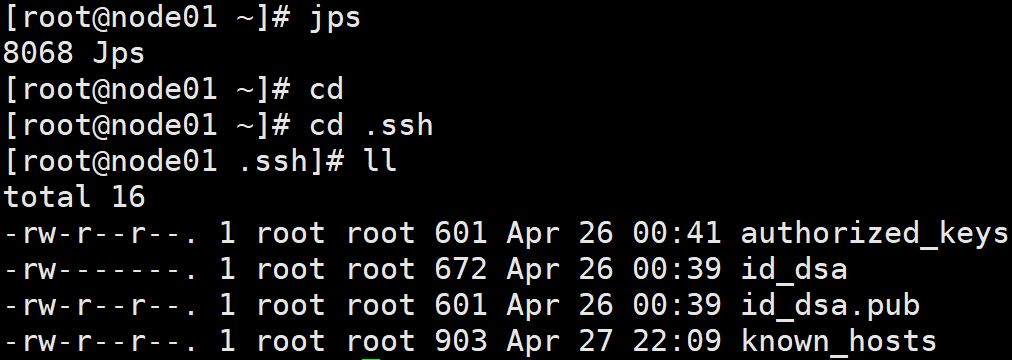 [root@node01 ~]# jps
8068 Jps
[root@node01 ~]# cd
[root@node01 ~]# cd .ssh
[root@node01 .ssh]# ll
total 16
-rw-r--r--. 1 root root 601 Apr 26 00:41 authorized_keys
-rw-------. 1 root root 672 Apr 26 00:39 id_dsa
-rw-r--r--. 1 root root 601 Apr 26 00:39 id_dsa.pub
-rw-r--r--. 1 root root 903 Apr 27 22:09 known_hosts